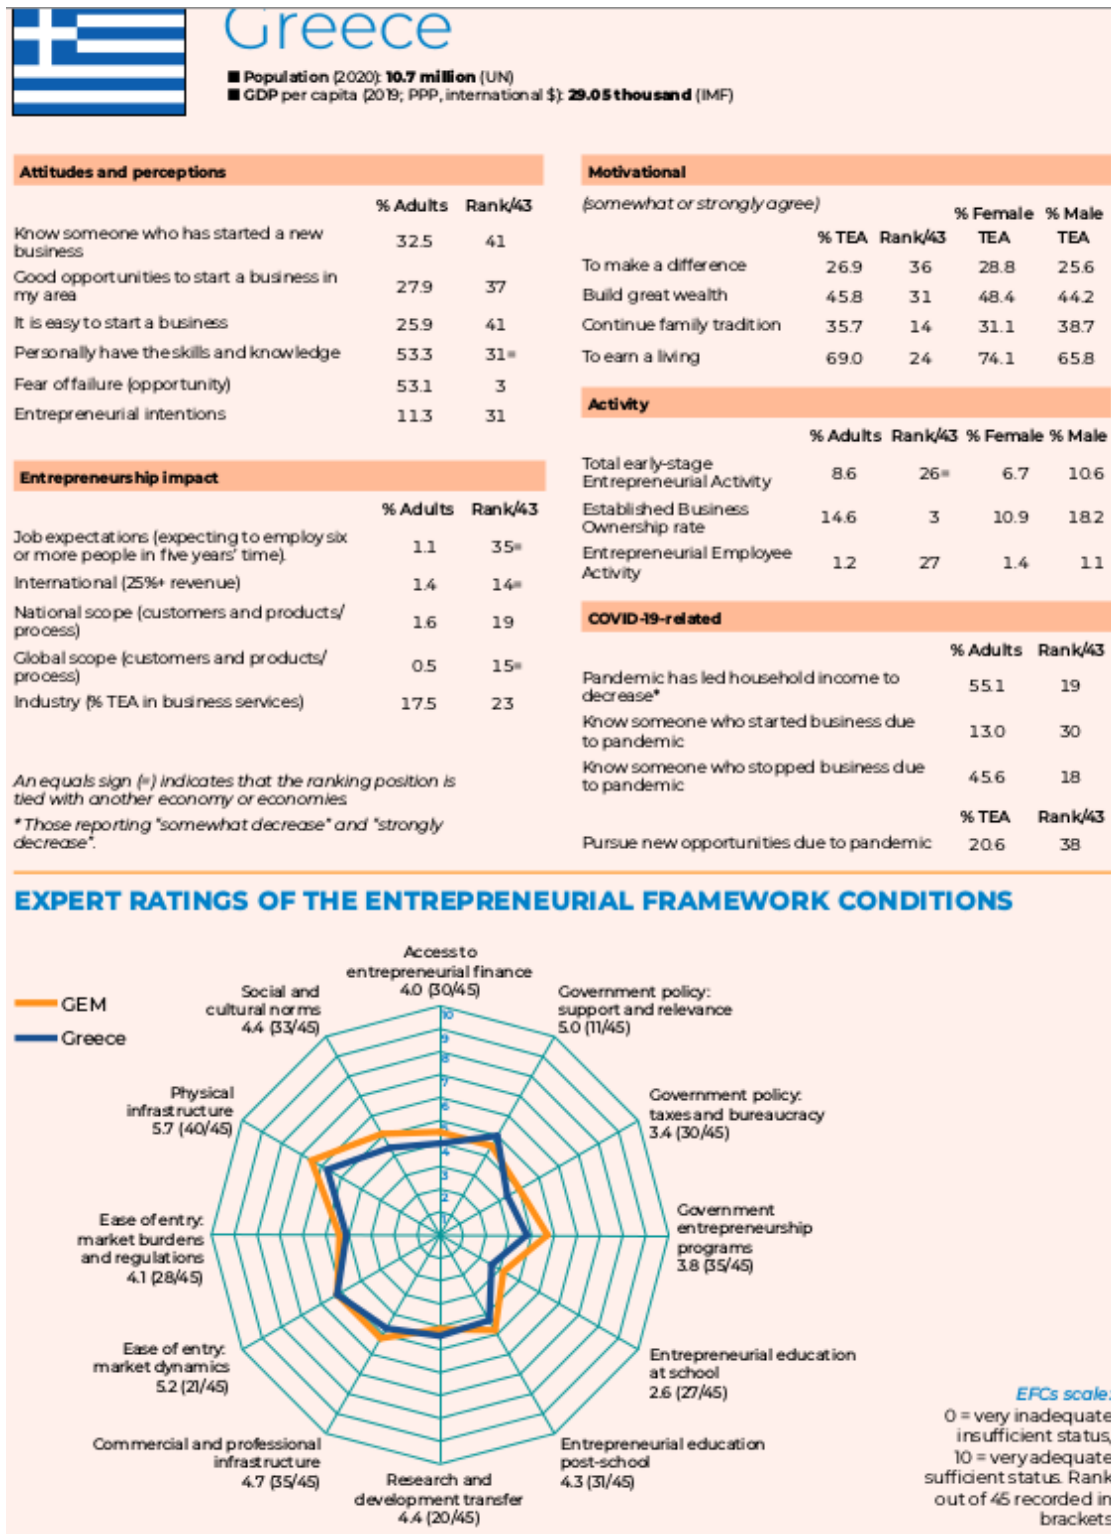 Greece
■ Population (2020): 10.7 million (UN)
■ GDP per capita (2019; PPP, international $): 29.05 thousand (IMF)
Attitudes and perceptions
% Adults Rank/43
Know someone who has started a new
business 32.5 41
Good opportunities to start a business in
my area 27.9 37
It is easy to start a business 25.9 41
Personally have the skills and knowledge 53.3 31=
Fear of failure (opportunity) 53.1 3
Entrepreneurial intentions 11.3 31
Entrepreneurship impact
% Adults Rank/43
Job expectations (expecting to employ six
or more people in five years' time). 1.1 35=
International (25%+ revenue) 1.4 14=
National scope (customers and products/
process) 1.6 19
Global scope (customers and products/
process) 0.5 15=
Industry (% TEA in business services) 17.5 23
An equals sign (=) indicates that the ranking position is
tied with another economy or economies.
* Those reporting "somewhat decrease" and "strongly
decrease".
Motivational
(somewhat or strongly agree)
% Female % Male
% TEA Rank/43 TEA TEA
To make a difference 26.9 36 28.8 25.6
Build great wealth 45.8 31 48.4 44.2
Continue family tradition 35.7 14 31.1 38.7
To earn a living 69.0 24 74.1 65.8
Activity
% Adults Rank/43 % Female % Male
Total early-stage
Entrepreneurial Activity 8.6 26= 6.7 10.6
Established Business
Ownership rate 14.6 3 10.9 18.2
Entrepreneurial Employee
Activity 1.2 27 1.4 1.1
COVID-19-related
% Adults Rank/43
Pandemic has led household income to
decrease* 55.1 19
Know someone who started business due
to pandemic 13.0 30
Know someone who stopped business due
to pandemic 45.6 18
% TEA Rank/43
Pursue new opportunities due to pandemic 20.6 38
EXPERT RATINGS OF THE ENTREPRENEURIAL FRAMEWORK CONDITIONS
GEM
Greece
Access to
entrepreneurial finance
4.0 (30/45)
Government policy:
support and relevance
5.0 (11/45)
Government policy:
taxes and bureaucracy
3.4 (30/45)
Government
entrepreneurship
programs
3.8 (35/45)
Entrepreneurial education
at school
2.6 (27/45)
Entrepreneurial education
post-school
4.3 (31/45)
Research and
development transfer
4.4 (20/45)
Commercial and professional
infrastructure
4.7 (35/45)
Ease of entry:
market dynamics
5.2 (21/45)
Ease of entry:
market burdens
and regulations
4.1 (28/45)
Physical
infrastructure
5.7 (40/45)
Social and
cultural norms
4.4 (33/45)
10
9
8
7
6
5
4
3
2
1
EFCs scale:
0 = very inadequate
insufficient status,
10 = very adequate
sufficient status. Rank
out of 45 recorded in
brackets